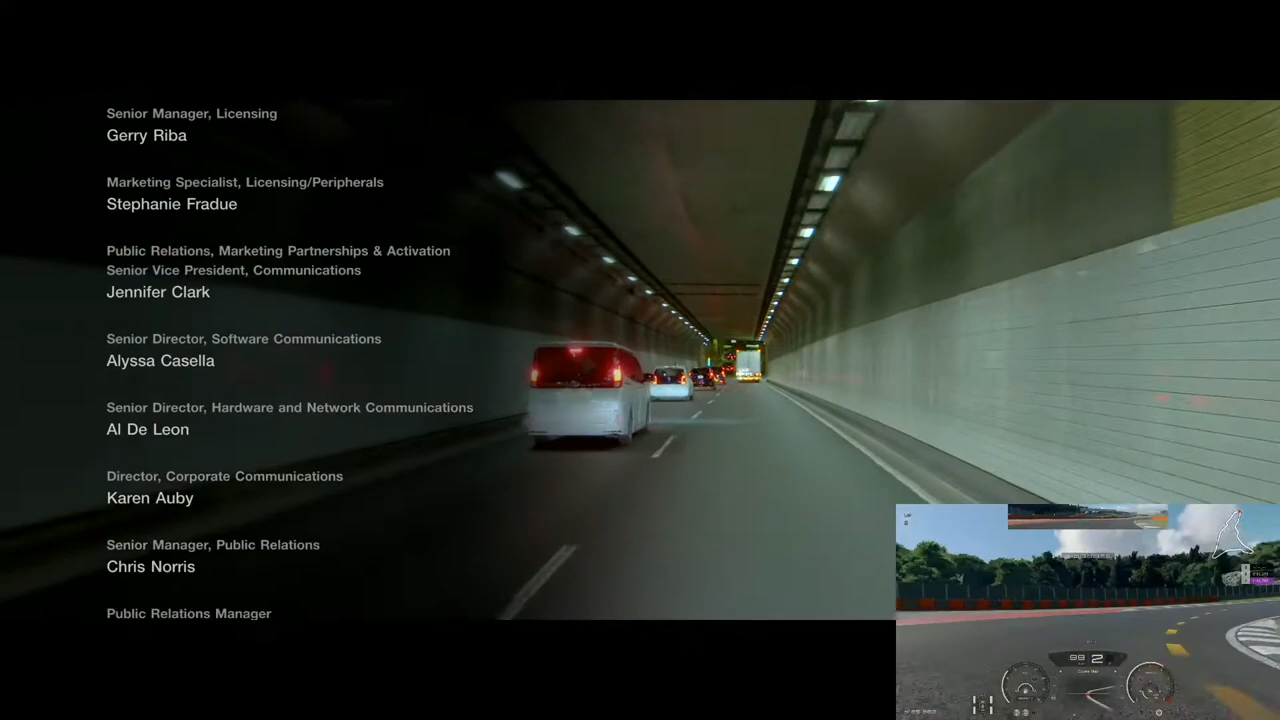 Senior Manager, Licensing
Gerry Riba
Marketing Specialist, Licensing/Peripherals
Stephanie Fradue
Public Relations, Marketing Partnerships & Activation
Senior Vice President, Communications
Jennifer Clark
Senior Director, Software Communications
Alyssa Casella
Senior Director, Hardware and Network Communications
Al De Leon
Director, Corporate Communications
Karen Auby
Senior Manager, Public Relations
Chris Norris
Public Relations Manager
99 2